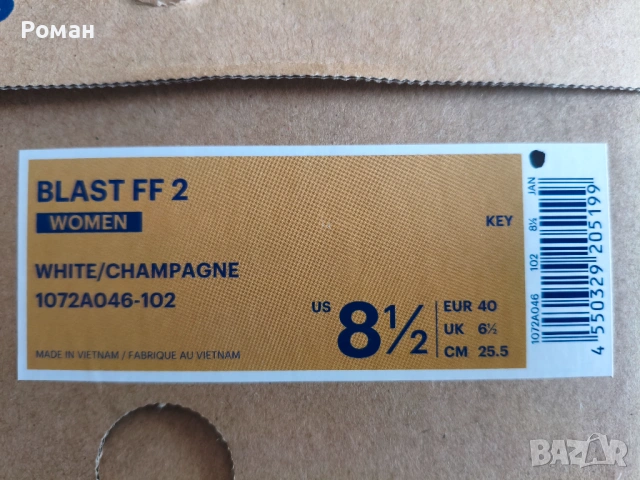 Роман
BLAST FF 2
WOMEN
KEY
WHITE/CHAMPAGNE
1072A046-102
MADE IN VIETNAM / FABRIQUE AU VIETNAM
US 8½
EUR 40
UK 6½
CM 25.5
1072A046 102 8½ JAN
4 550329 205199
BAZAR